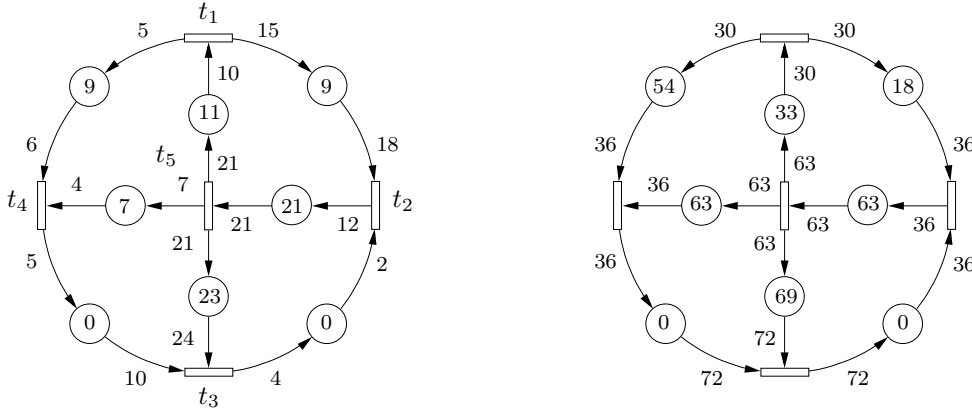 t₁
5 15 30 30
9 10 9 54 30 18
11 33
6 t₅ 21 18 36 63 36
t₄ 4 7 t₂ 36 63
7 21 63 63
21 12 63 36
5 21 2 36 63 36
23 69
0 24 0 0 72 0
10 4 72 72
t₃